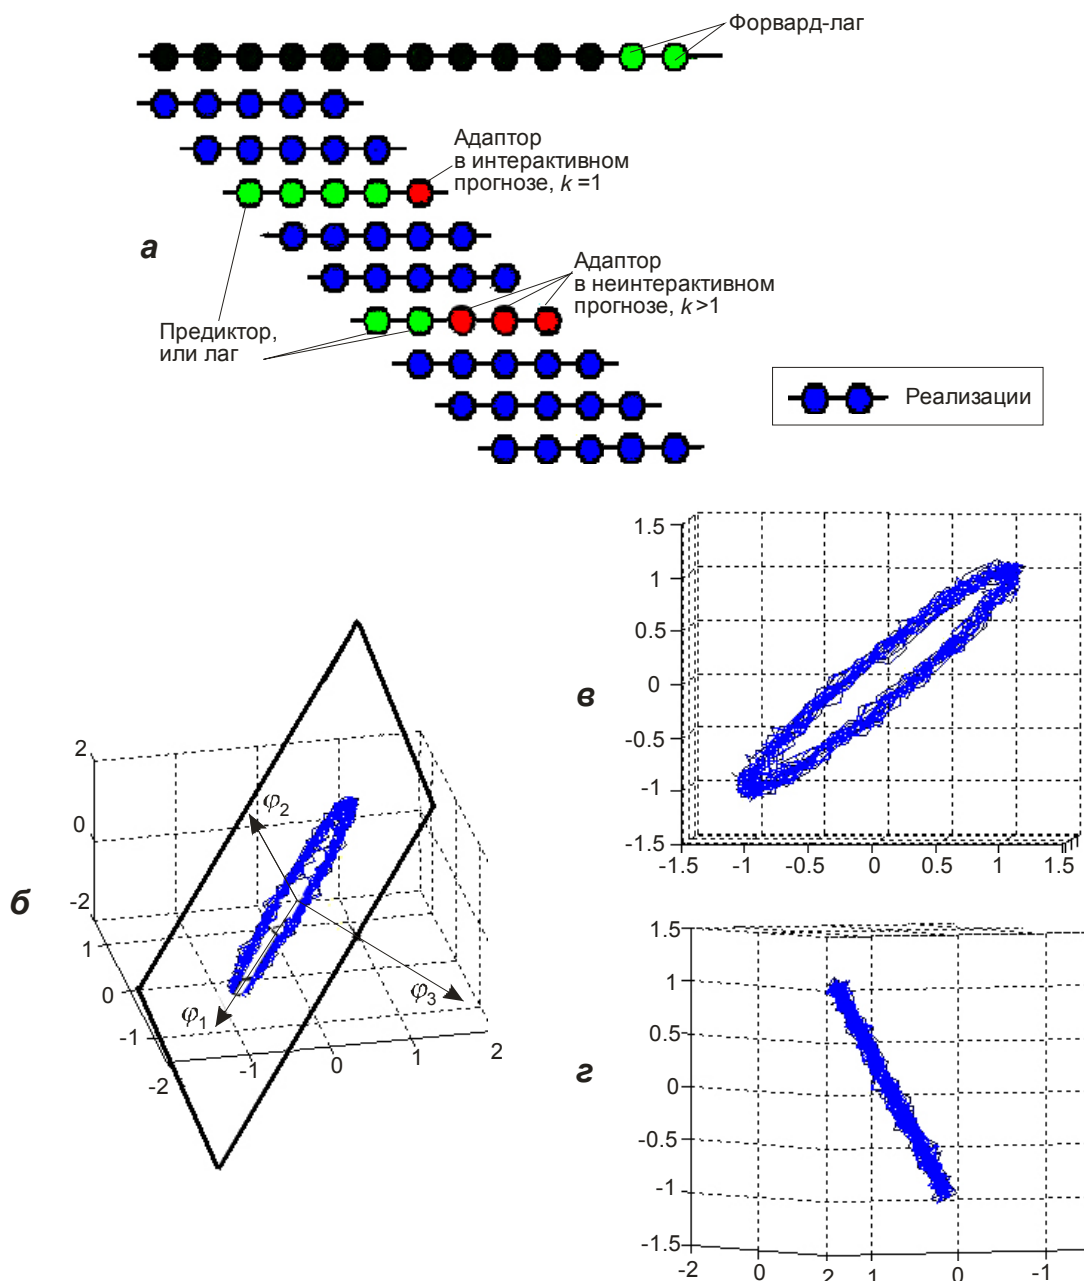 Форвард-лаг
Адаптор
в интерактивном
прогнозе, k=1
а
Адаптор
в неинтерактивном
прогнозе, k>1
Предиктор,
или лаг
Реализации
б
2
0
-2
1
0
-1
-2
-1
0
2
φ2
φ1
φ3
в
1.5
1
0.5
0
-0.5
-1
-1.5
-1.5
-1
-0.5
0
0.5
1
1.5
г
1.5
1
0.5
0
-0.5
-1
-1.5
-2
0
2
1
0
-1